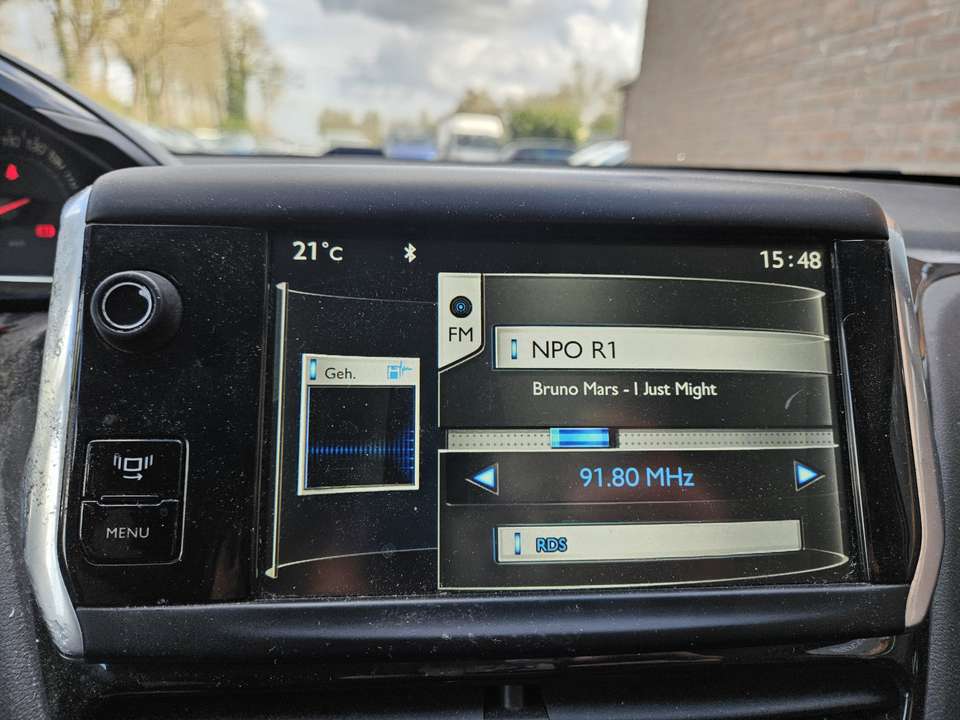 21°C
15:48
FM
NPO R1
Geh.
Bruno Mars - I Just Might
91.80 MHz
MENU
RDS